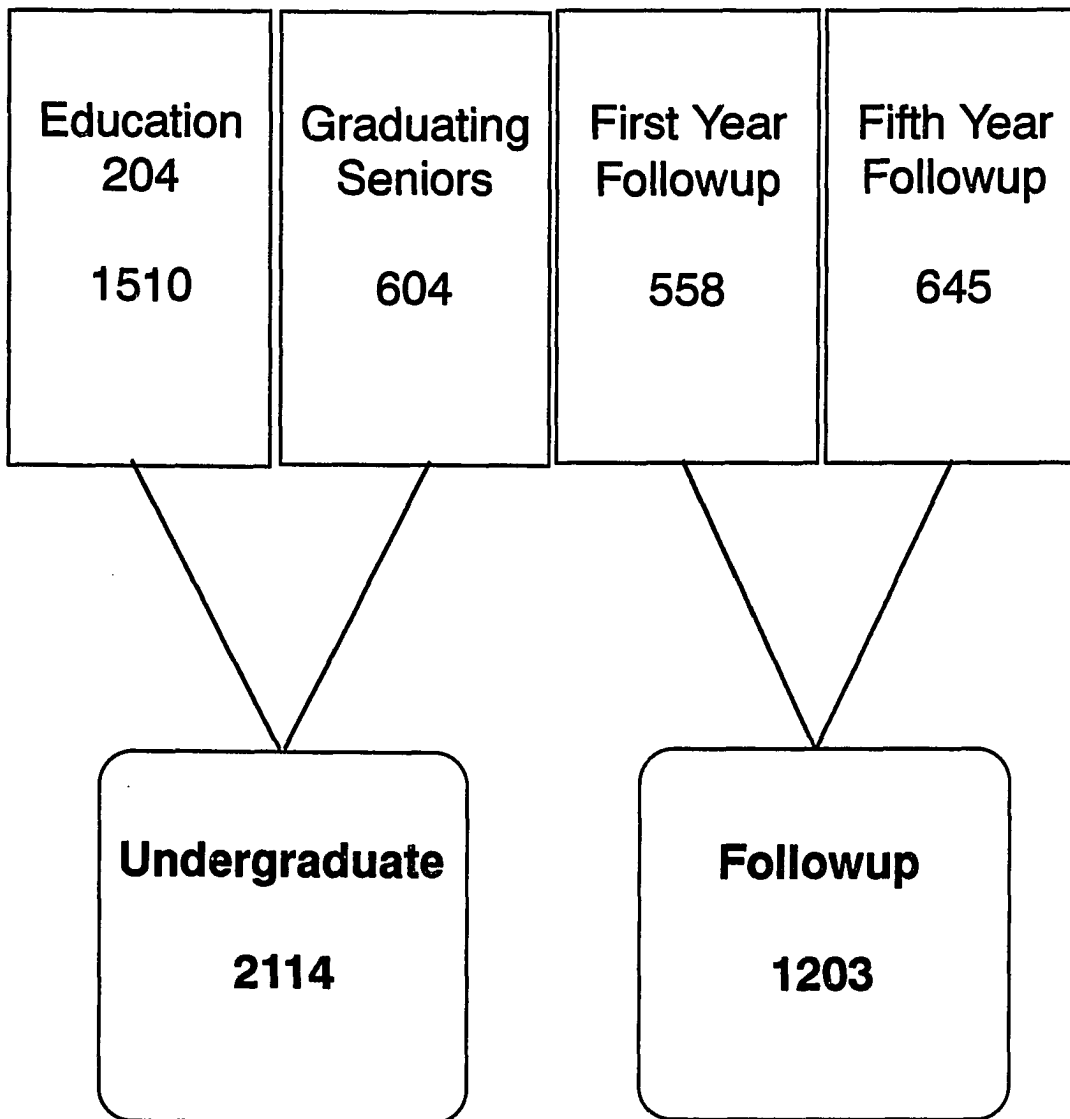 Education
204
1510
Graduating
Seniors
604
First Year
Followup
558
Fifth Year
Followup
645
Undergraduate
2114
Followup
1203